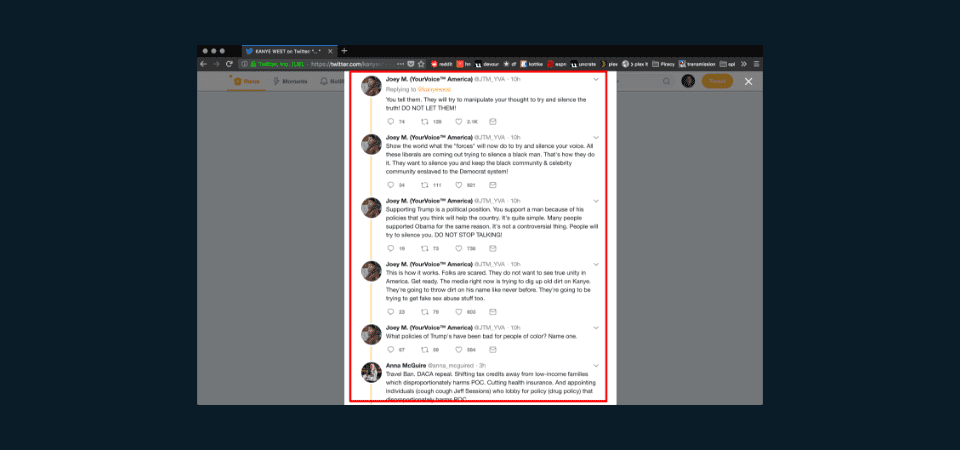 KANYE WEST on Twitter: "..."
Twitter, Inc. (US) https://twitter.com/kanye
reddit hn devour kottke espn uncrate plex plex it Piracy transmission api
Home Moments
Joey M. (YourVoice™ America) @JTM_YVA · 10h
Replying to @kanyewest
You tell them. They will try to manipulate your thought to try and silence the
truth! DO NOT LET THEM!
74 128 2.1K
Joey M. (YourVoice™ America) @JTM_YVA · 10h
Show the world what the "forces" will now do to try and silence your voice. All
these liberals are coming out trying to silence a black man. That's how they do
it. They want to silence you and keep the black community & celebrity
community enslaved to the Democrat system!
34 111 921
Joey M. (YourVoice™ America) @JTM_YVA · 10h
Supporting Trump is a political position. You support a man because of his
policies that you think will help the country. It's quite simple. Many people
supported Obama for the same reason. It's not a controversial thing. People will
try to silence you. DO NOT STOP TALKING!
19 73 736
Joey M. (YourVoice™ America) @JTM_YVA · 10h
This is how it works. Folks are scared. They do not want to see true unity in
America. Get ready. The media right now is trying to dig up old dirt on Kanye.
They're going to throw dirt on his name like never before. They're going to be
trying to get fake sex abuse stuff too.
23 79
Joey M. (YourVoice™ America) @JTM_YVA · 10h
What policies of Trump's have been bad for people of color? Name one.
Anna McGuire @anna_mcguired · 3h
Travel Ban. DACA repeal. Shifting tax credits away from low-income families
which disproportionately harms POC. Cutting health insurance. And appointing
individuals (cough cough Jeff Sessions) who lobby for policy (drug policy) that
disproportionately harms POC